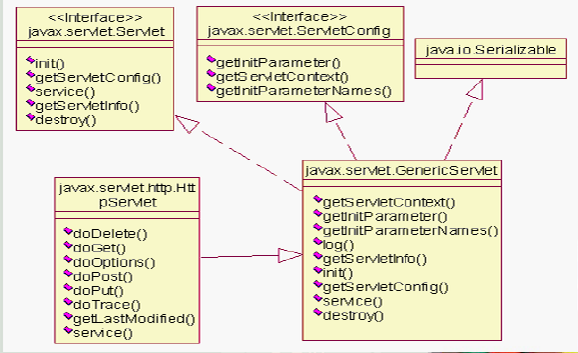 <<Interface>>
javax.servlet.Servlet
init()
getServletConfig()
service()
getServletInfo()
destroy()
<<Interface>>
javax.servlet.ServletConfig
getInitParameter()
getServletContext()
getInitParameterNames()
java.io.Serializable
javax.servlet.http.Htt
pServlet
doDelete()
doGet()
doOptions()
doPost()
doPut()
doTrace()
getLastModified()
service()
javax.servlet.GenericServlet
getServletContext()
getInitParameter()
getInitParameterNames()
log()
getServletInfo()
init()
getServletConfig()
service()
destroy()